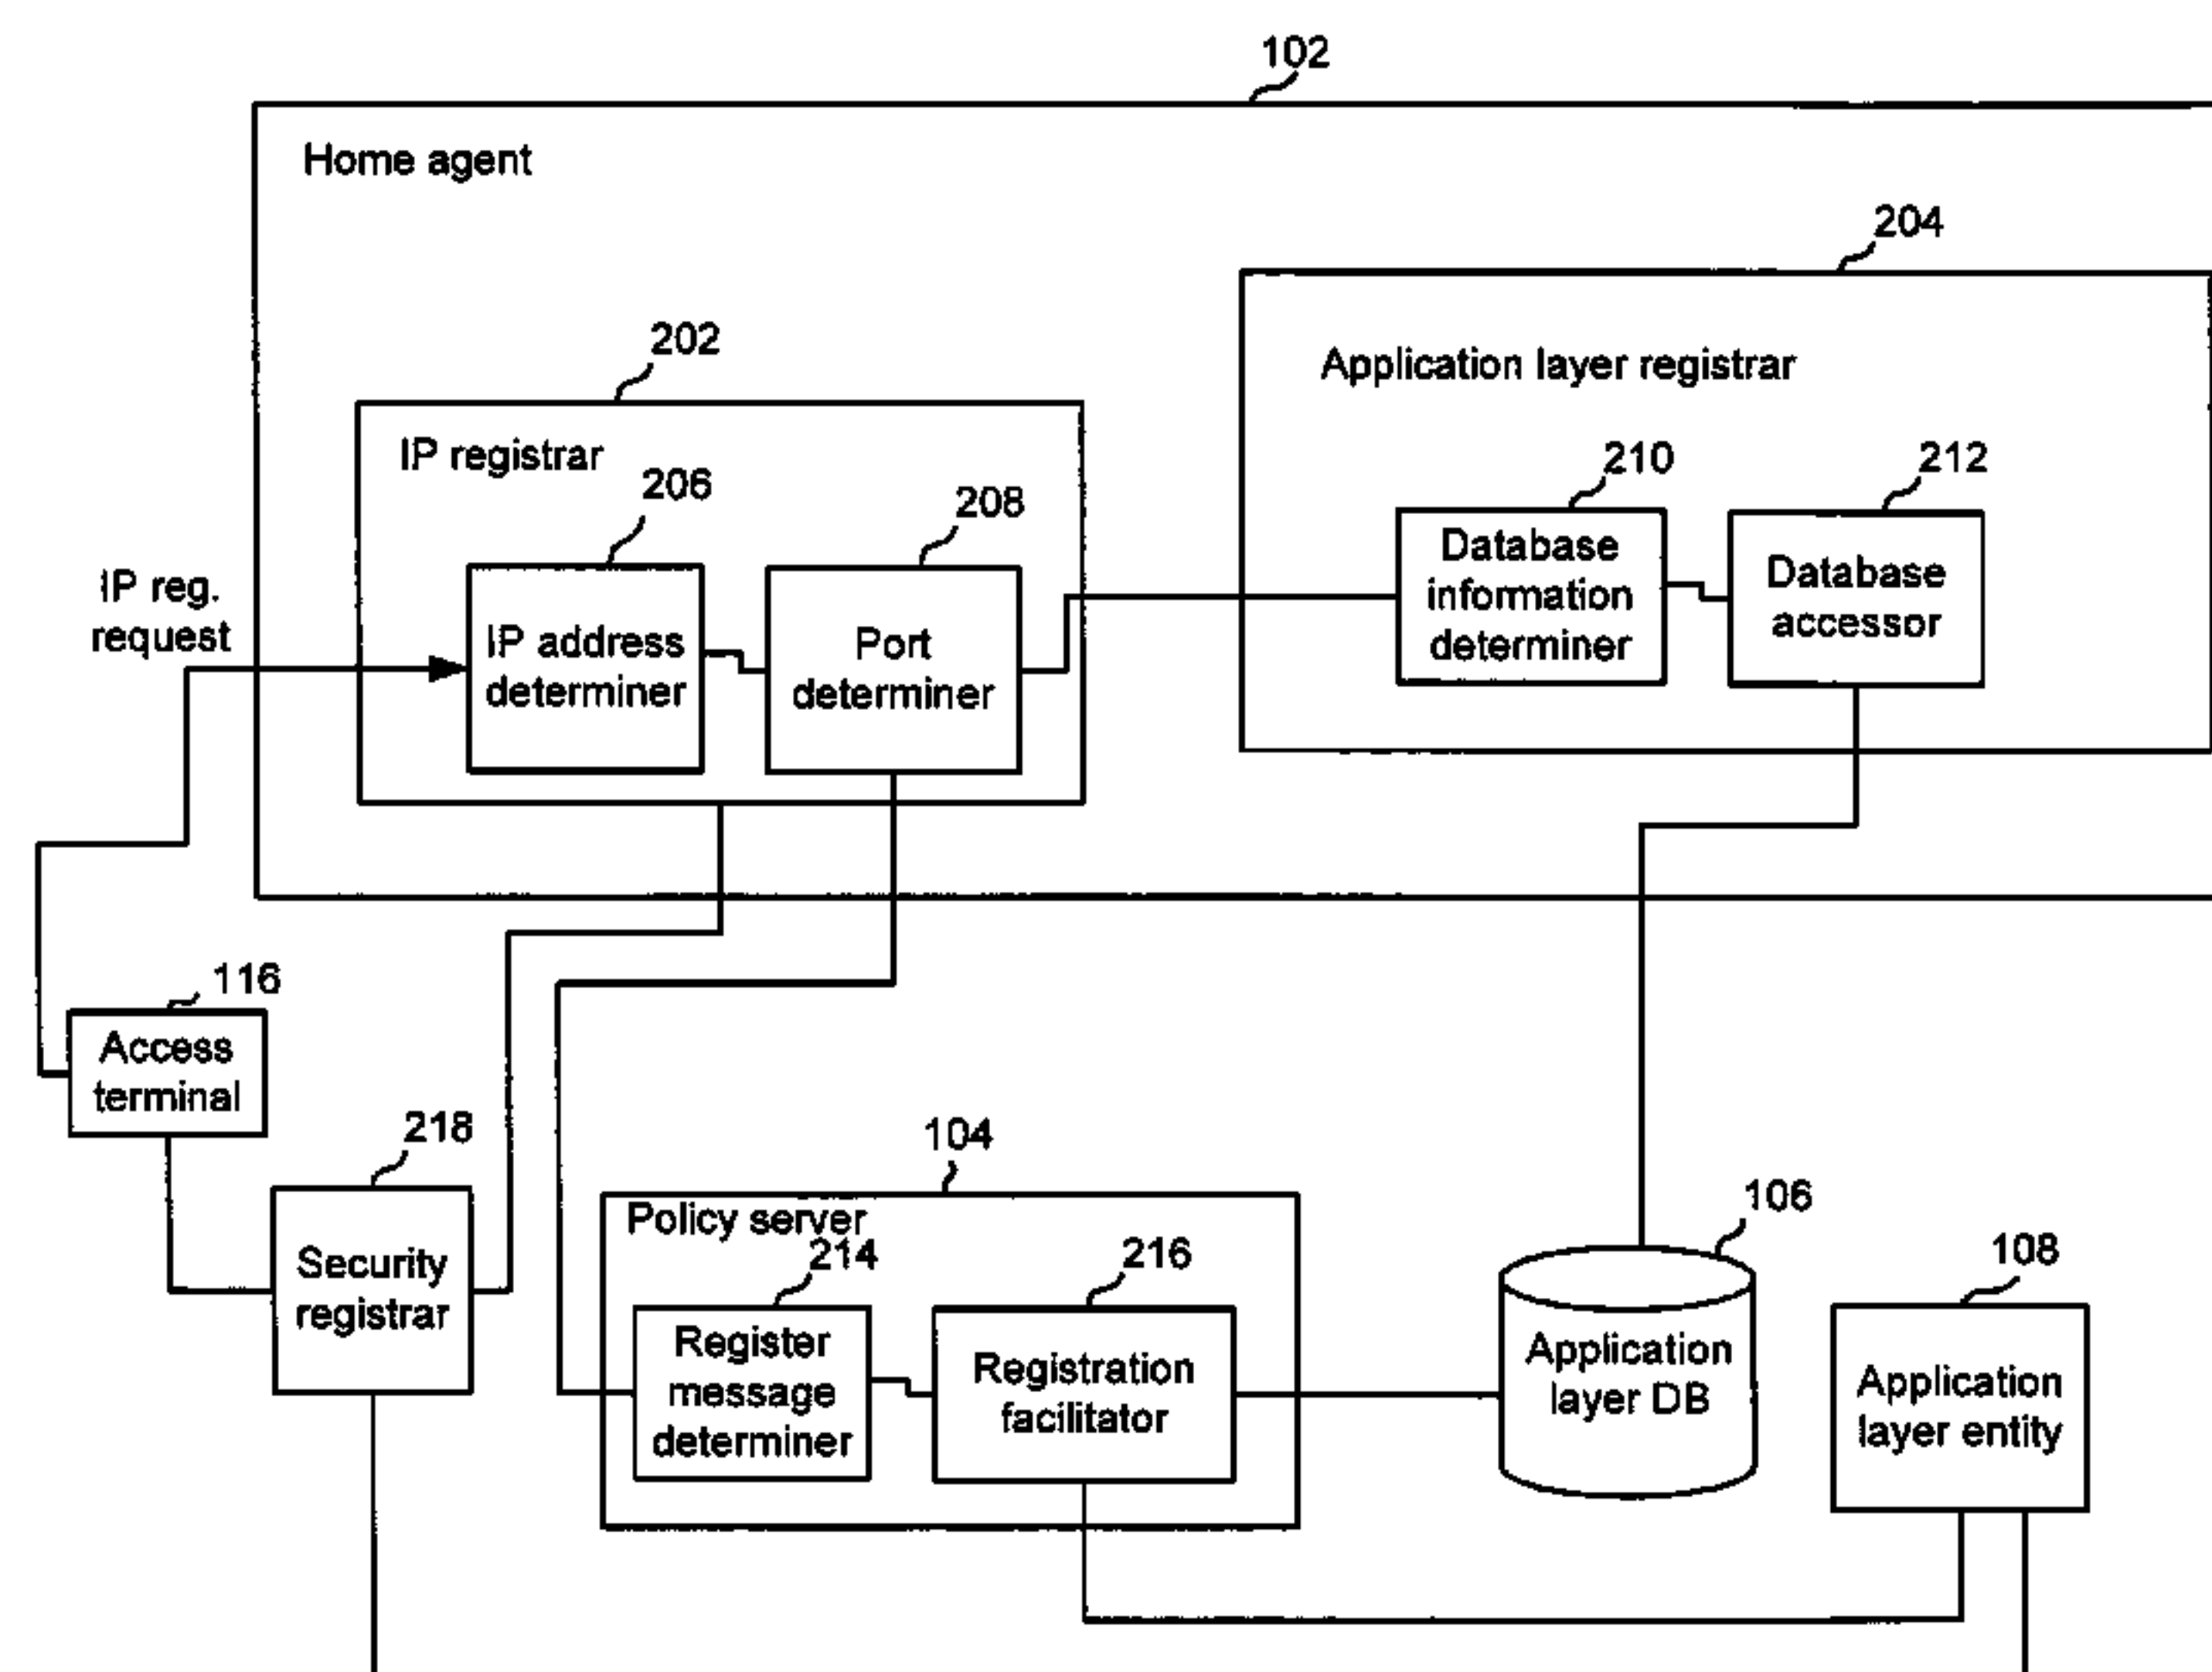 102
Home agent
204
Application layer registrar
202
IP registrar
206
208
210
212
IP reg.
request
IP address
determiner
Port
determiner
Database
information
determiner
Database
accessor
116
Access
terminal
218
Security
registrar
104
Policy server
214
216
Register
message
determiner
Registration
facilitator
106
Application
layer DB
108
Application
layer entity